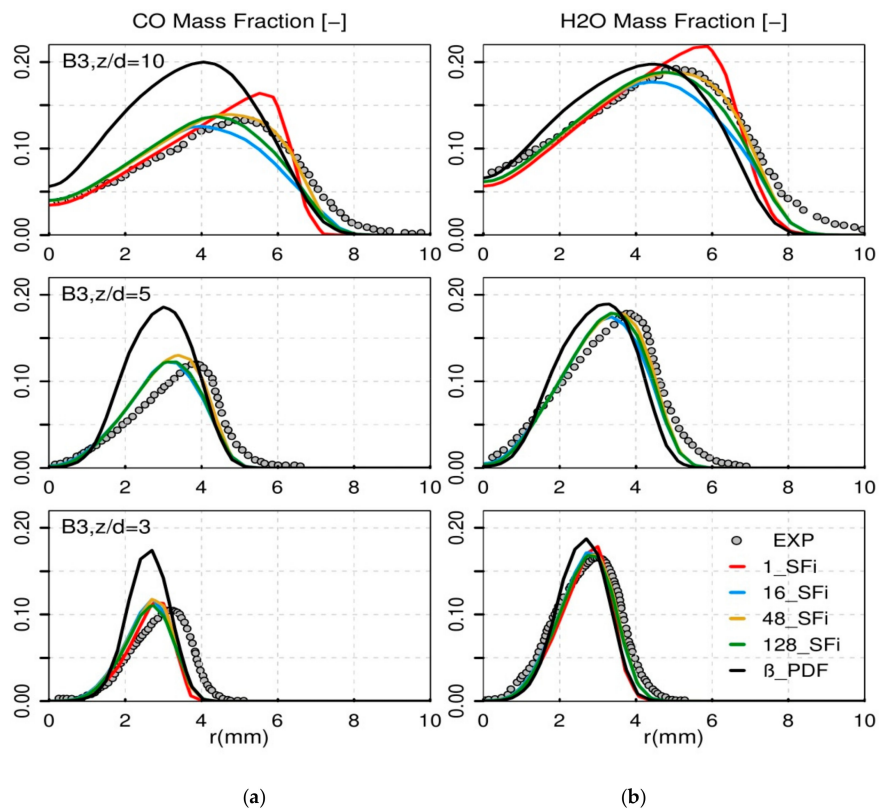 CO Mass Fraction [−]
H2O Mass Fraction [−]
B3,z/d=10
0.20
0.10
0.00
0 2 4 6 8 10
0.20
0.10
0.00
0 2 4 6 8 10
B3,z/d=5
0.20
0.10
0.00
0 2 4 6 8 10
0.20
0.10
0.00
0 2 4 6 8 10
B3,z/d=3
0.20
0.10
0.00
0 2 4 6 8 10
r(mm)
0.20
0.10
0.00
EXP
1_SFi
16_SFi
48_SFi
128_SFi
ß_PDF
0 2 4 6 8 10
r(mm)
(a)
(b)